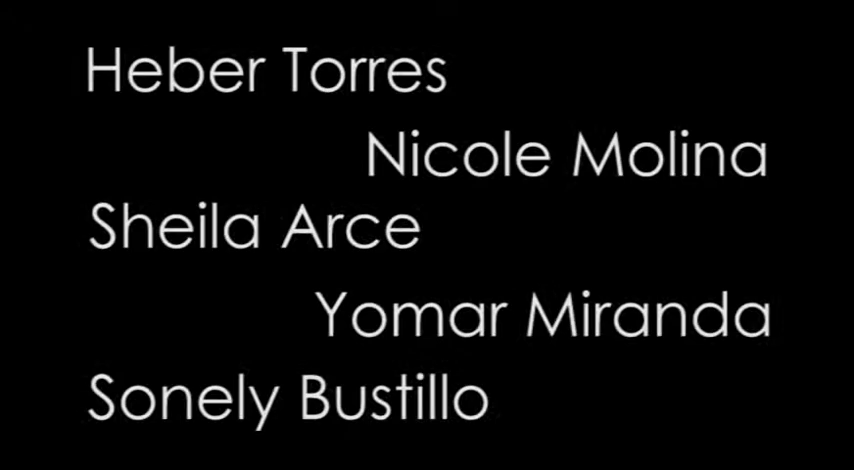 Heber Torres
Nicole Molina
Sheila Arce
Yomar Miranda
Sonely Bustillo